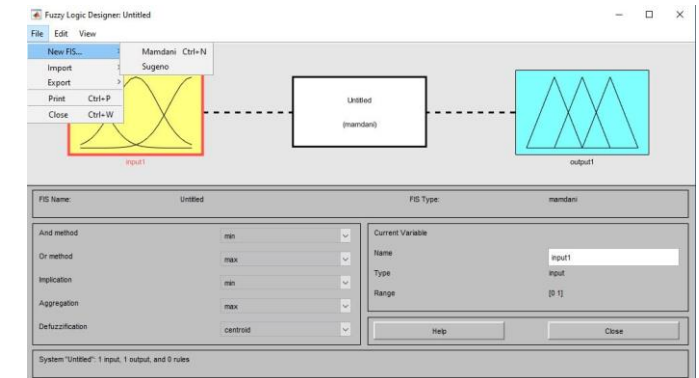 Fuzzy Logic Designer: Untitled
File Edit View
New FIS... Mamdani Ctrl+N
Import Sugeno
Export
Print Ctrl+P
Close Ctrl+W
Untitled
(mamdani)
input1
output1
FIS Name: Untitled FIS Type: mamdani
And method min
Or method max
Implication min
Aggregation max
Defuzzification centroid
Current Variable
Name input1
Type input
Range [0 1]
Help Close
System "Untitled": 1 input, 1 output, and 0 rules